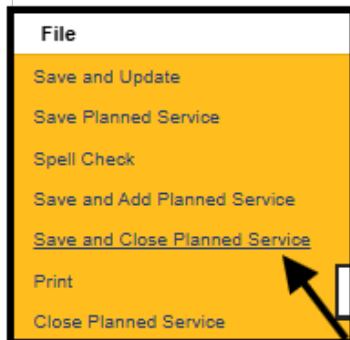 File
Save and Update
Save Planned Service
Spell Check
Save and Add Planned Service
Save and Close Planned Service
Print
Close Planned Service